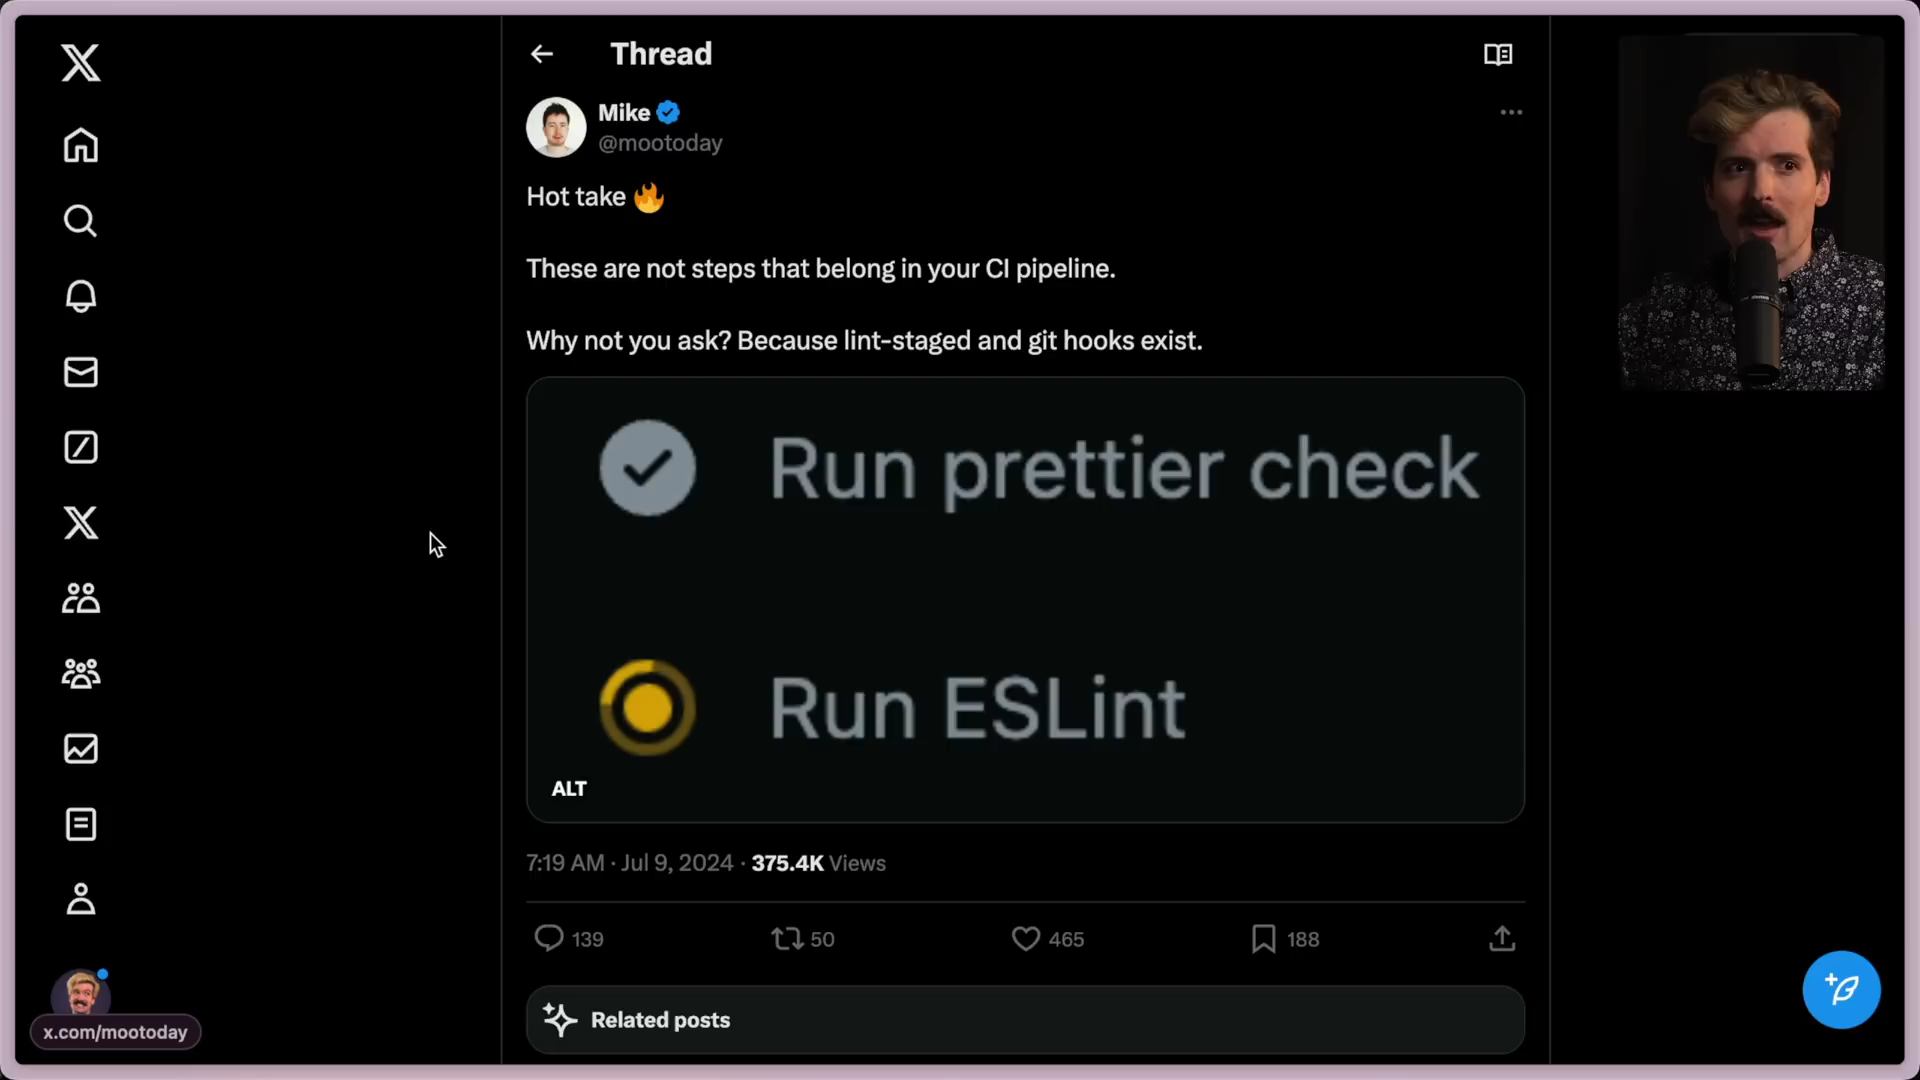 Thread
Mike
@mootoday
Hot take 🔥
These are not steps that belong in your CI pipeline.
Why not you ask? Because lint-staged and git hooks exist.
Run prettier check
Run ESLint
ALT
7:19 AM · Jul 9, 2024 · 375.4K Views
139 50 465 188
Related posts
x.com/mootoday